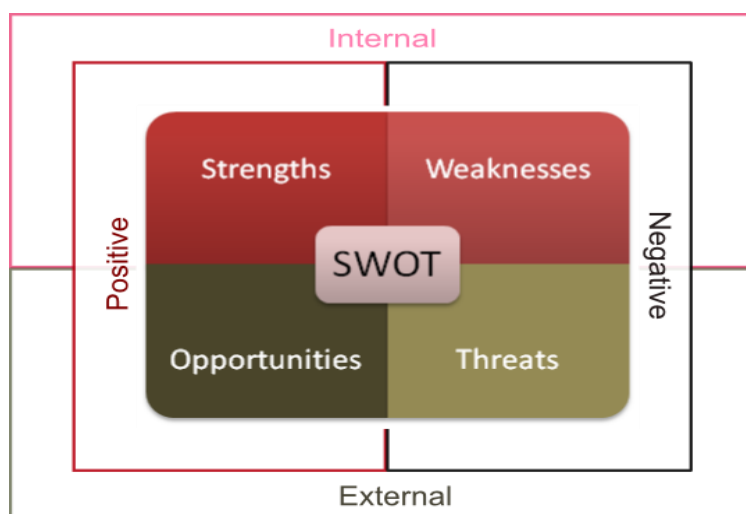 Internal
Strengths
Weaknesses
Positive
SWOT
Negative
Opportunities
Threats
External